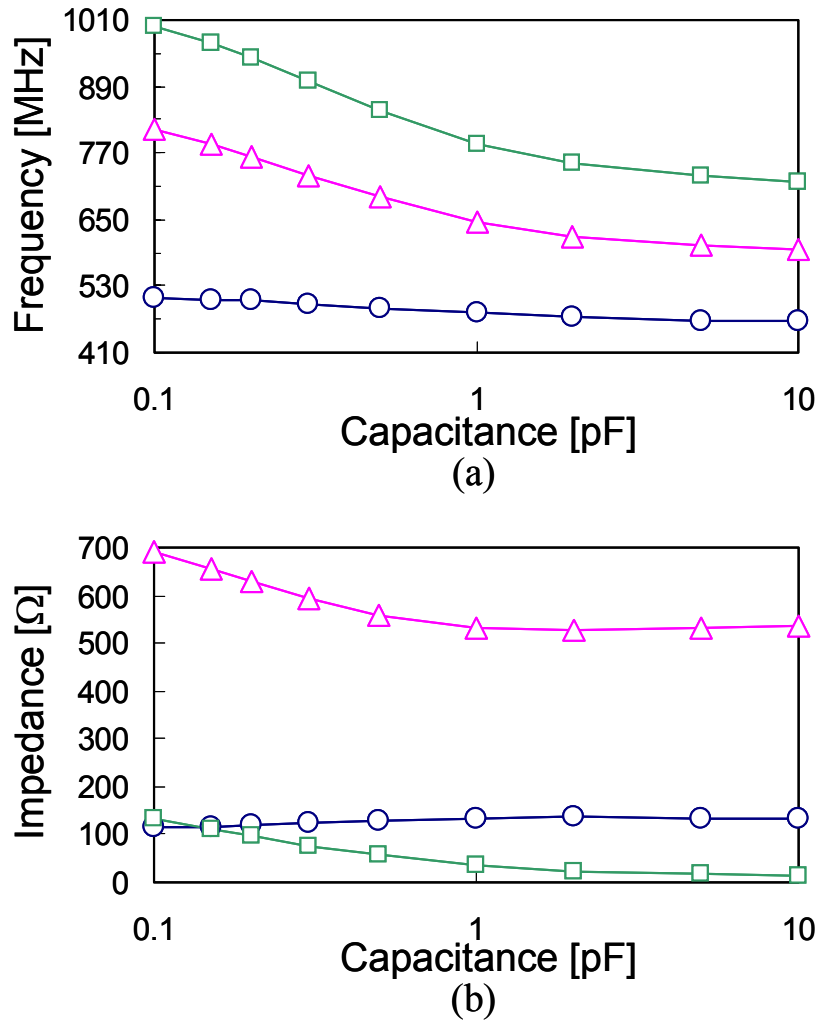 1010
890
770
650
530
410
Frequency [MHz]
0.1 1 10
Capacitance [pF]
(a)
700
600
500
400
300
200
100
0
Impedance [Ω]
0.1 1 10
Capacitance [pF]
(b)